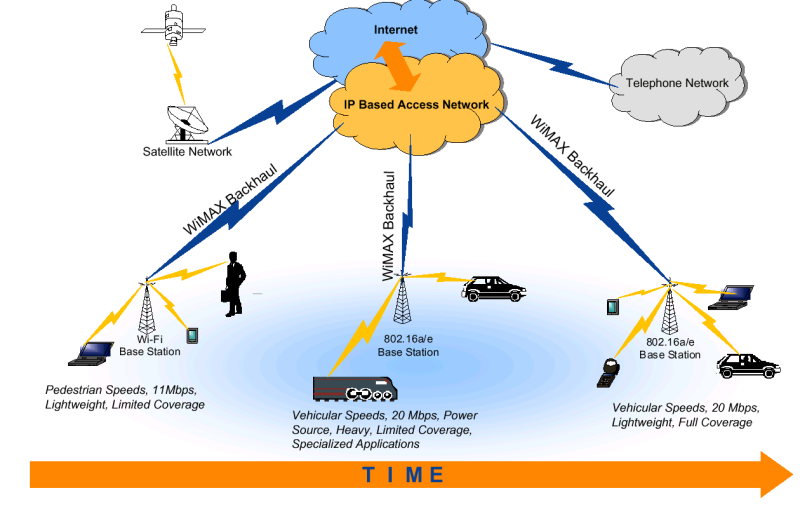 Internet
IP Based Access Network
Telephone Network
Satellite Network
WiMAX Backhaul
WiMAX Backhaul
WiMAX Backhaul
Wi-Fi
Base Station
802.16a/e
Base Station
802.16a/e
Base Station
Pedestrian Speeds, 11Mbps,
Lightweight, Limited Coverage
Vehicular Speeds, 20 Mbps, Power
Source, Heavy, Limited Coverage,
Specialized Applications
Vehicular Speeds, 20 Mbps,
Lightweight, Full Coverage
TIME